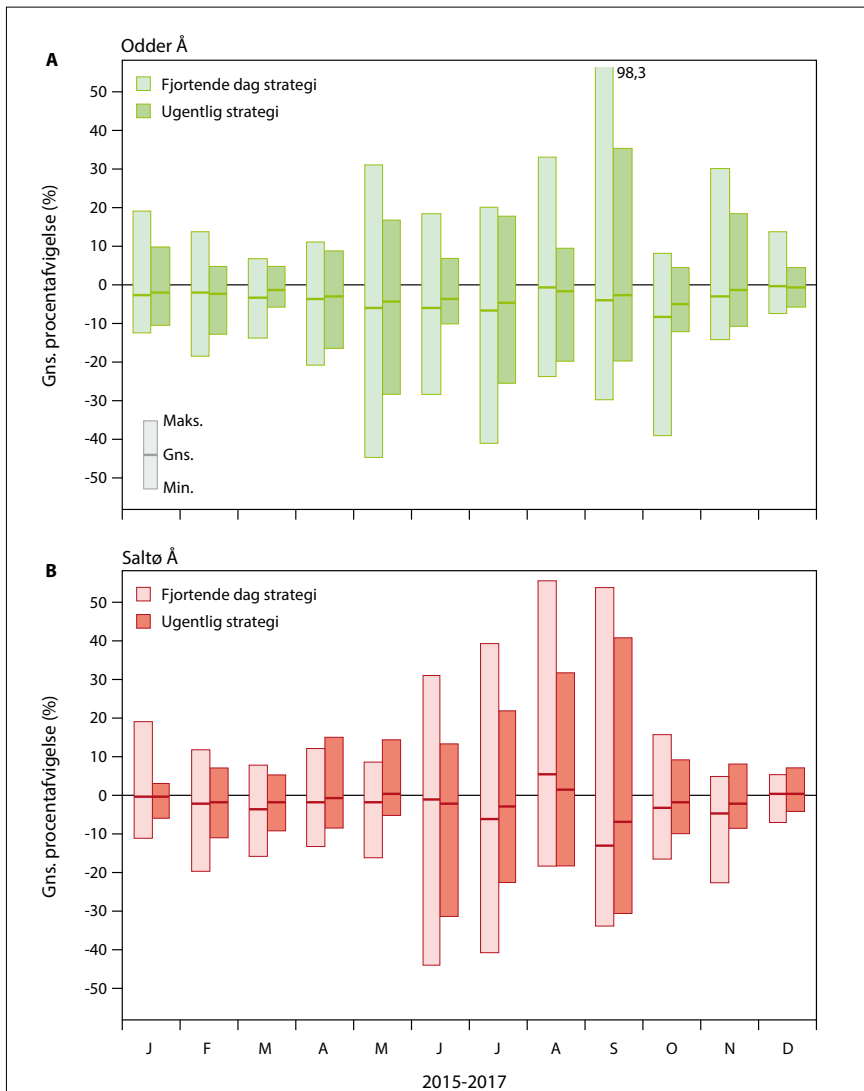 Odder Å
A
98,3
Fjortende dag strategi
Ugentlig strategi
50
40
30
20
10
0
-10
-20
-30
-40
-50
Gns. procentafvigelse (%)
Maks.
Gns.
Min.
Saltø Å
B
Fjortende dag strategi
Ugentlig strategi
50
40
30
20
10
0
-10
-20
-30
-40
-50
Gns. procentafvigelse (%)
J F M A M J J A S O N D
2015-2017